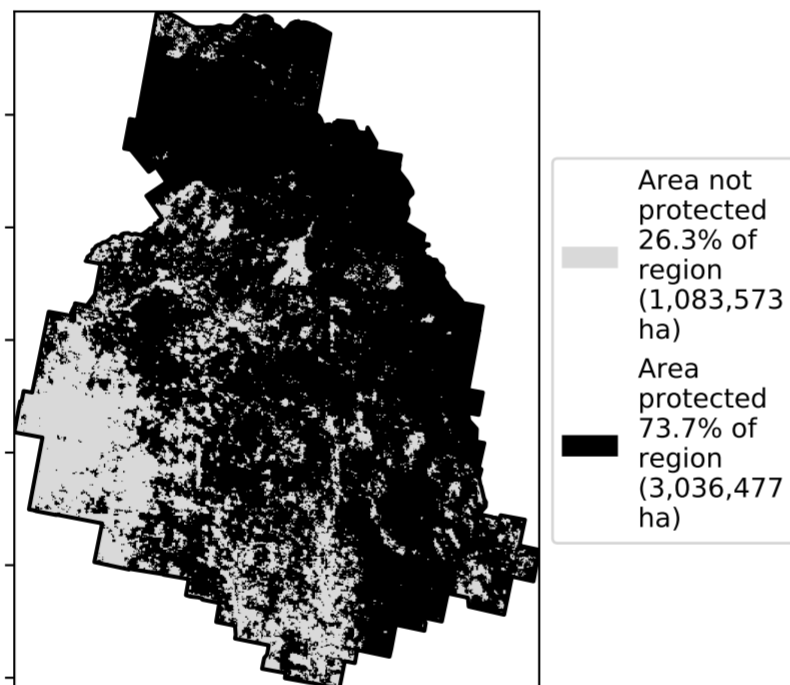 Area not
protected
26.3% of
region
(1,083,573
ha)
Area
protected
73.7% of
region
(3,036,477
ha)